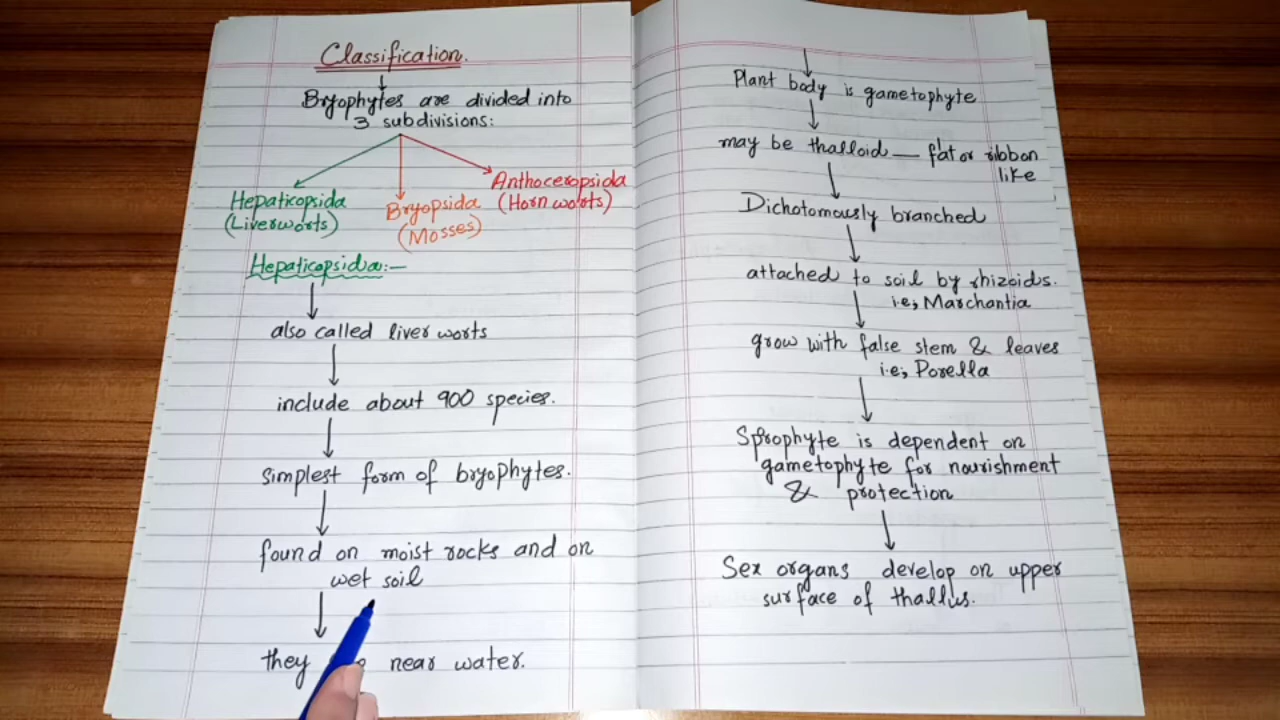 Classification.
Bryophytes are divided into
3 subdivisions:
Hepaticopsida
(Liverworts)
Bryopsida
(Mosses)
Anthoceropsida
(Horn worts)
Hepaticopsida:-
also called liver worts
include about 900 species.
simplest form of bryophytes.
found on moist rocks and on
wet soil
they near water.
Plant body is gametophyte
may be thalloid — flat or ribbon
like
Dichotomously branched
attached to soil by rhizoids.
i.e; Marchantia
grow with false stem & leaves
i.e; Porella
is dependent on
gametophyte for nourishment
& protection
Sex organs develop on upper
surface of thallus.